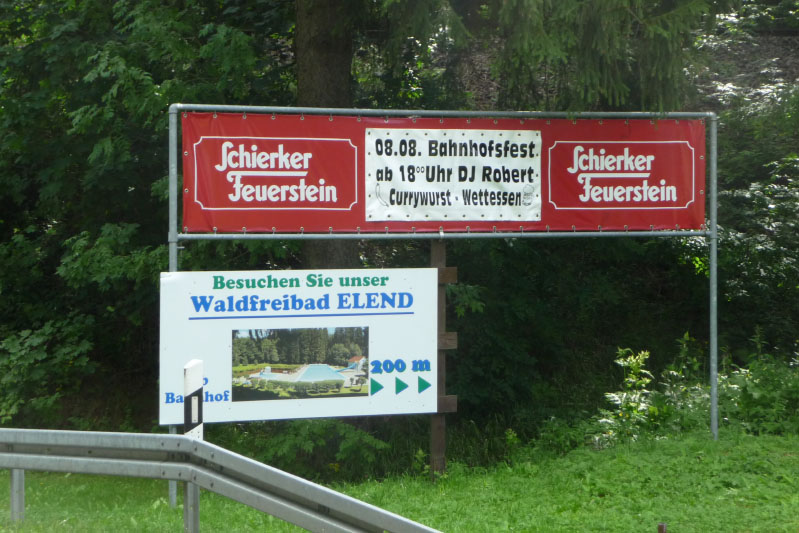 Schierker
Feuerstein
08.08. Bahnhofsfest
ab 18°°Uhr DJ Robert
Currywurst - Wettessen
Schierker
Feuerstein
Besuchen Sie unser
Waldfreibad ELEND
200 m